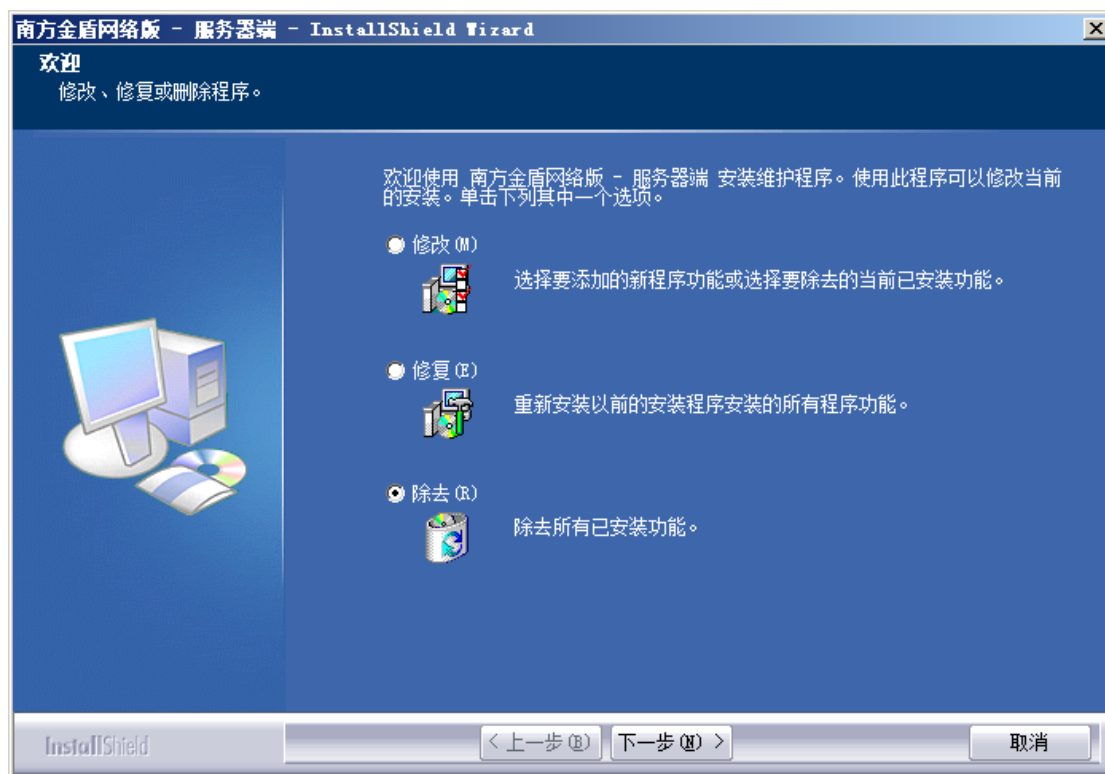 南方金盾网络版 - 服务器端 - InstallShield Wizard
欢迎
修改、修复或删除程序。
欢迎使用 南方金盾网络版 - 服务器端 安装维护程序。使用此程序可以修改当前
的安装。单击下列其中一个选项。
修改(M)
选择要添加的新程序功能或选择要除去的当前已安装功能。
修复(E)
重新安装以前的安装程序安装的所有程序功能。
除去(R)
除去所有已安装功能。
InstallShield
< 上一步(B) 下一步(N) > 取消